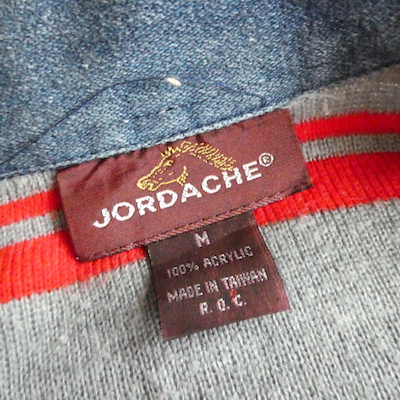 JORDACHE®
M
100% ACRYLIC
MADE IN TAIWAN
R.O.C.